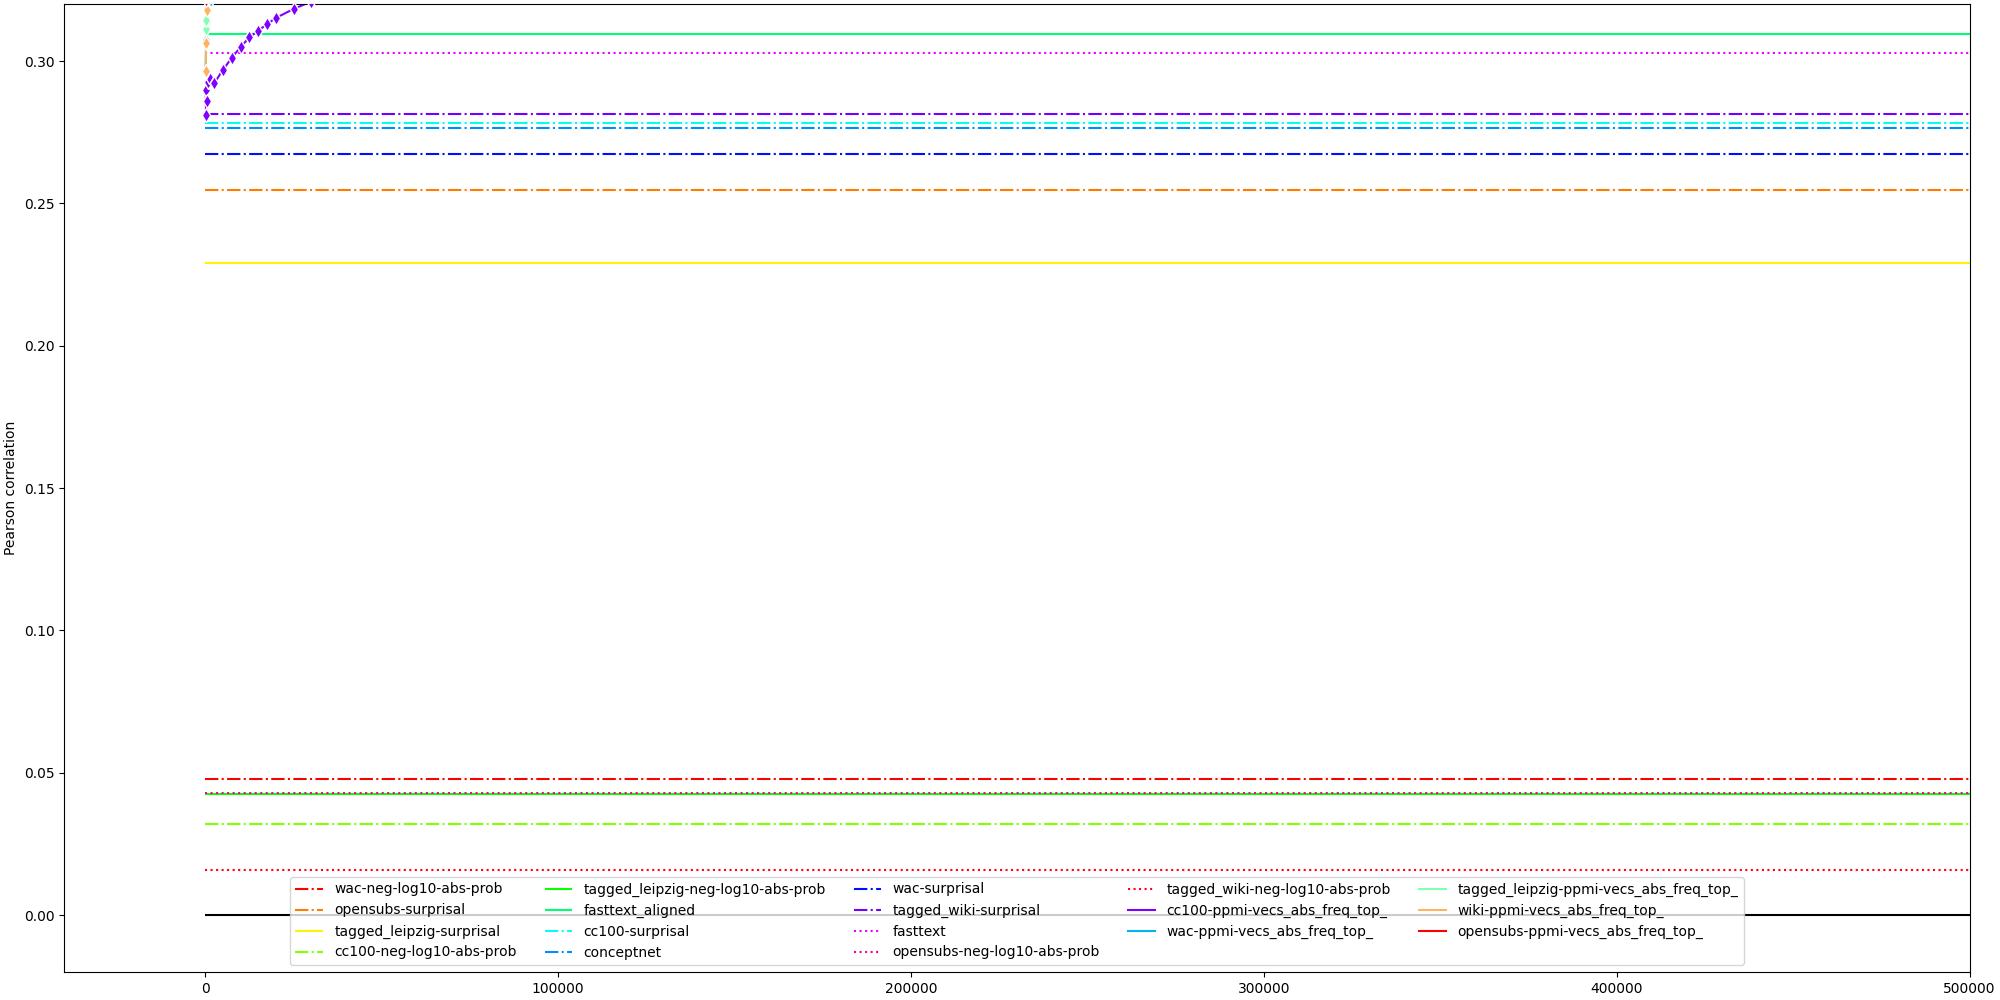 0.30
0.25
0.20
0.15
0.10
0.05
0.00
Pearson correlation
wac-neg-log10-abs-prob
opensubs-surprisal
tagged_leipzig-surprisal
cc100-neg-log10-abs-prob
tagged_leipzig-neg-log10-abs-prob
fasttext_aligned
cc100-surprisal
conceptnet
wac-surprisal
tagged_wiki-surprisal
fasttext
opensubs-neg-log10-abs-prob
tagged_wiki-neg-log10-abs-prob
cc100-ppmi-vecs_abs_freq_top_
wac-ppmi-vecs_abs_freq_top_
tagged_leipzig-ppmi-vecs_abs_freq_top_
wiki-ppmi-vecs_abs_freq_top_
opensubs-ppmi-vecs_abs_freq_top_
0 100000 200000 300000 400000 500000